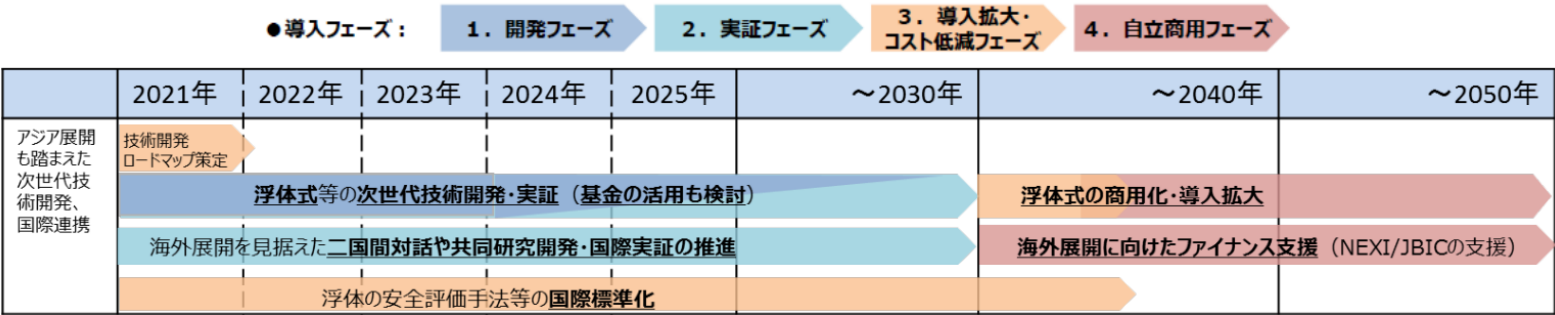 ●導入フェーズ：
1．開発フェーズ
2．実証フェーズ
3．導入拡大・
コスト低減フェーズ
4．自立商用フェーズ
2021年
2022年
2023年
2024年
2025年
～2030年
～2040年
～2050年
アジア展開
も踏まえた
次世代技
術開発、
国際連携
技術開発
ロードマップ策定
浮体式等の次世代技術開発・実証（基金の活用も検討）
浮体式の商用化・導入拡大
海外展開を見据えた二国間対話や共同研究開発・国際実証の推進
海外展開に向けたファイナンス支援（NEXI/JBICの支援）
浮体の安全評価手法等の国際標準化